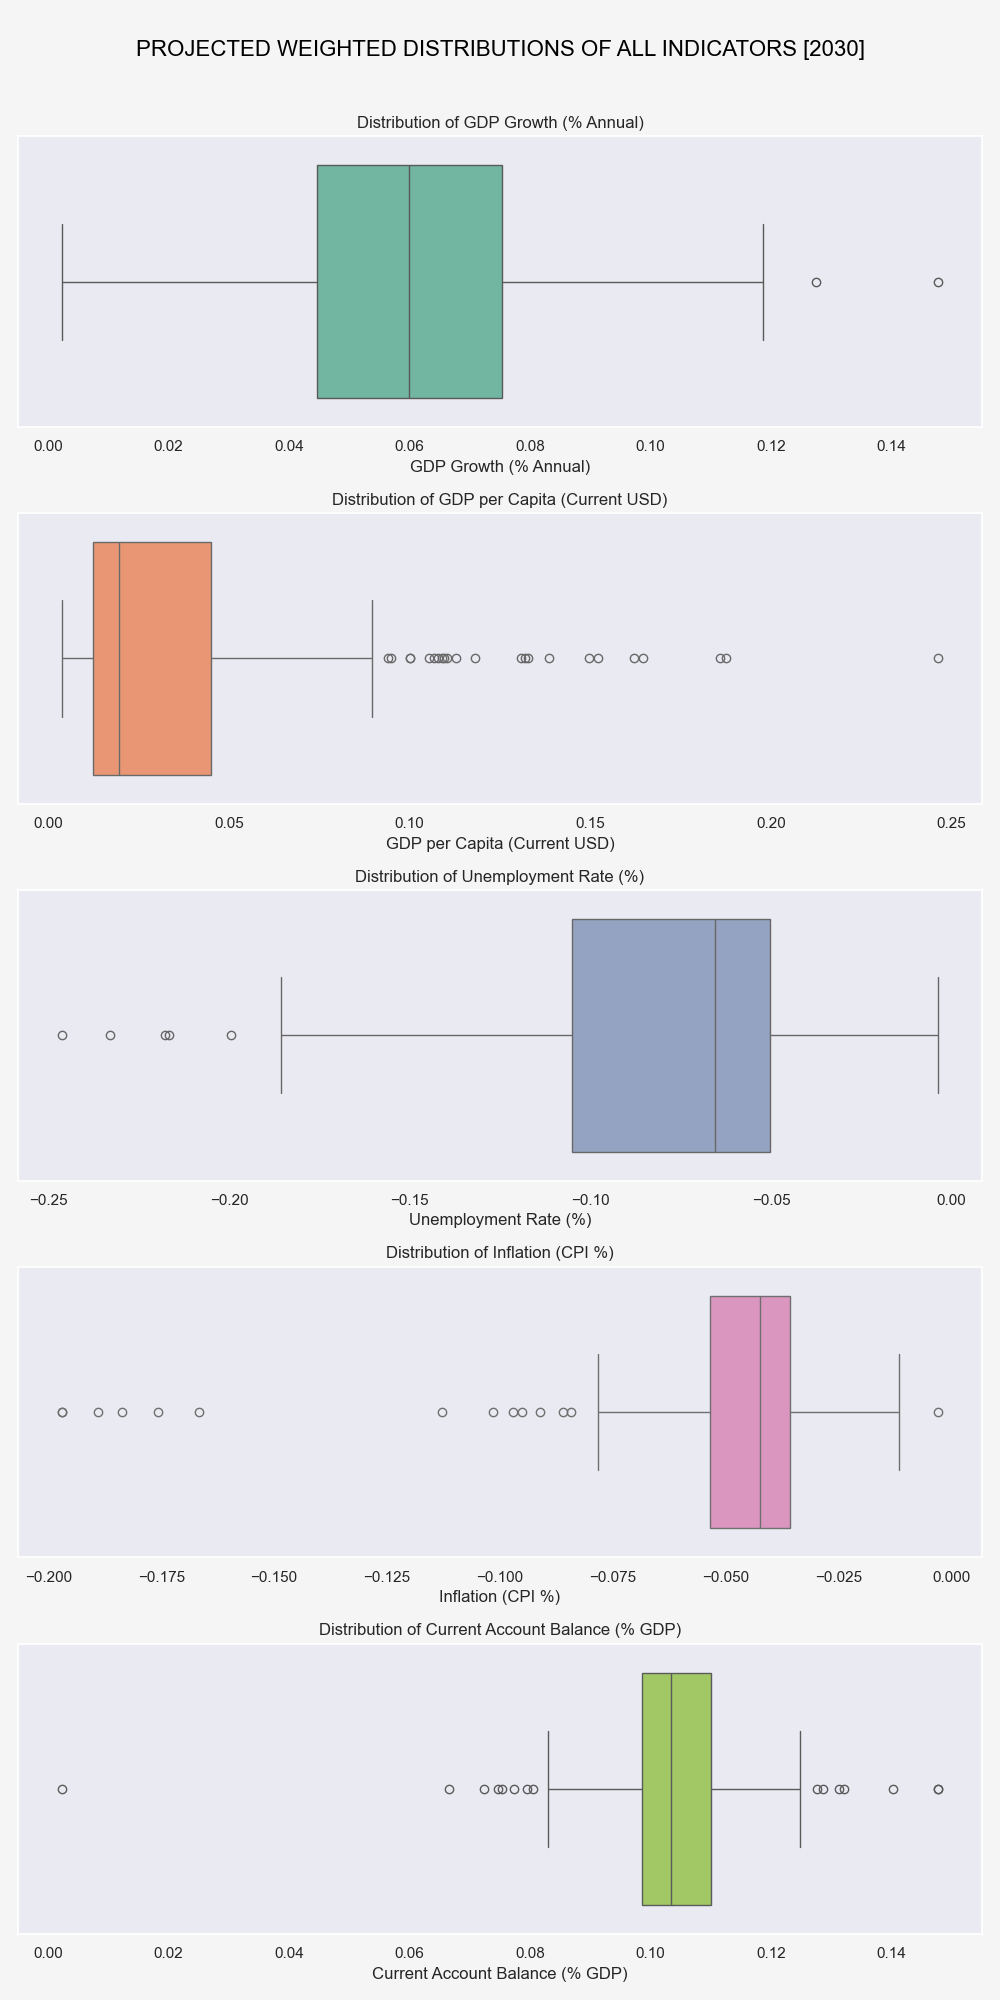 PROJECTED WEIGHTED DISTRIBUTIONS OF ALL INDICATORS [2030]
Distribution of GDP Growth (% Annual)
0.00 0.02 0.04 0.06 0.08 0.10 0.12 0.14
GDP Growth (% Annual)
Distribution of GDP per Capita (Current USD)
0.00 0.05 0.10 0.15 0.20 0.25
GDP per Capita (Current USD)
Distribution of Unemployment Rate (%)
−0.25 −0.20 −0.15 −0.10 −0.05 0.00
Unemployment Rate (%)
Distribution of Inflation (CPI %)
−0.200 −0.175 −0.150 −0.125 −0.100 −0.075 −0.050 −0.025 0.000
Inflation (CPI %)
Distribution of Current Account Balance (% GDP)
0.00 0.02 0.04 0.06 0.08 0.10 0.12 0.14
Current Account Balance (% GDP)